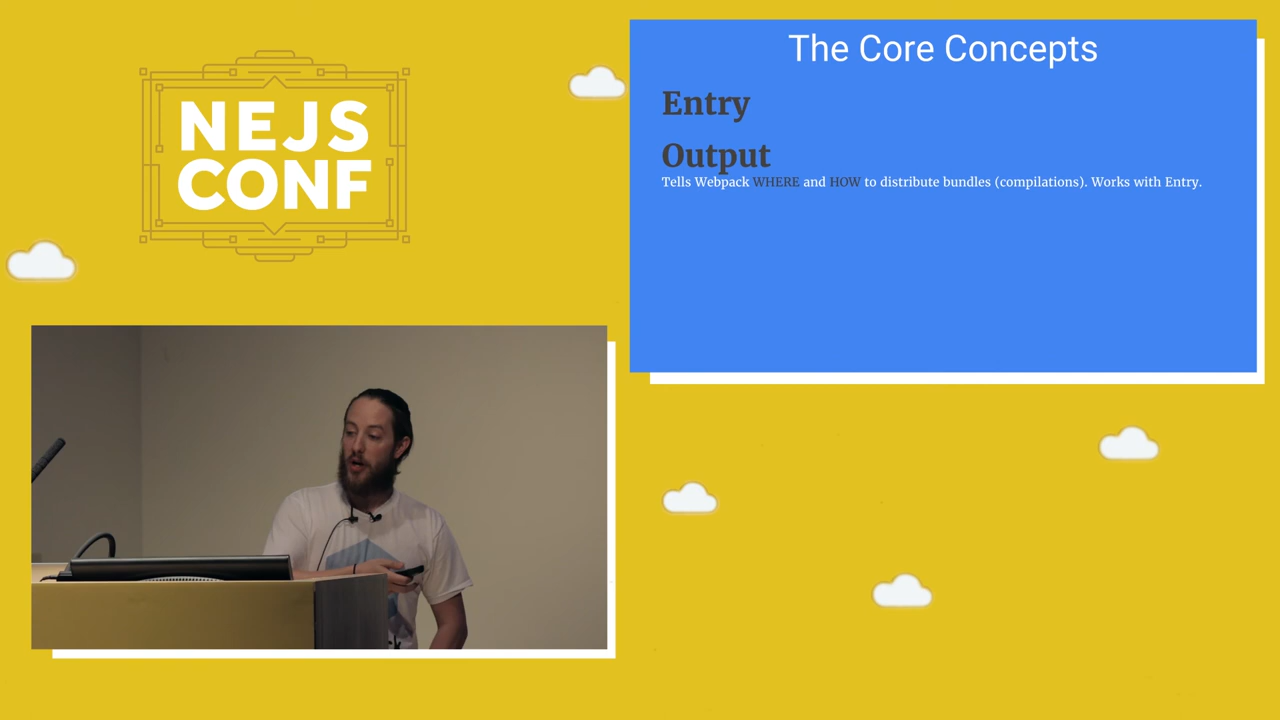 NEJS
CONF
The Core Concepts
Entry
Output
Tells Webpack WHERE and HOW to distribute bundles (compilations). Works with Entry.